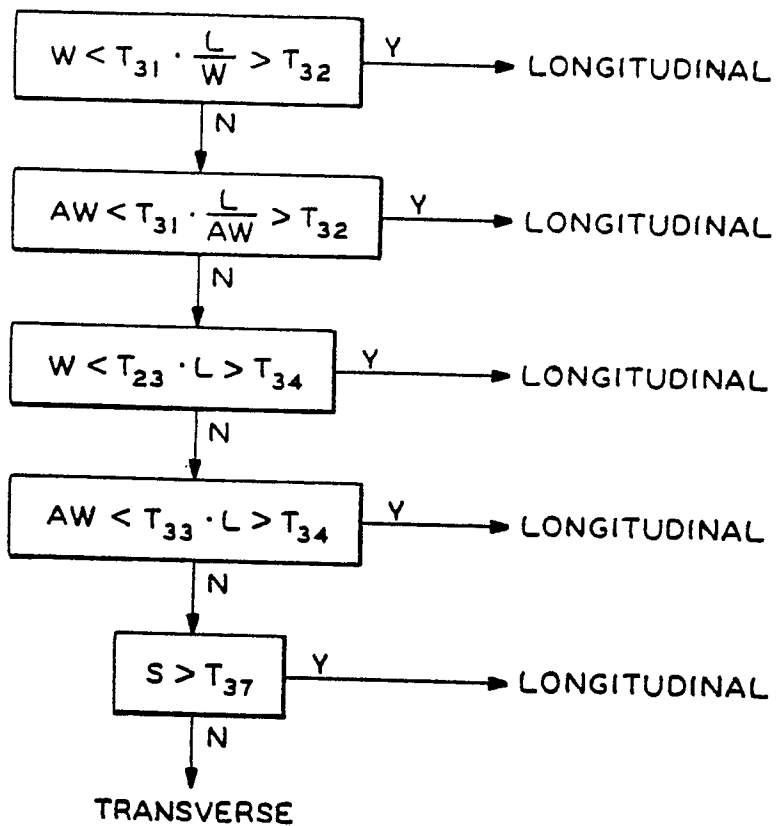 W < T31 · L/W > T32 Y LONGITUDINAL
N
AW < T31 · L/AW > T32 Y LONGITUDINAL
N
W < T23 · L > T34 Y LONGITUDINAL
N
AW < T33 · L > T34 Y LONGITUDINAL
N
S > T37 Y LONGITUDINAL
N
TRANSVERSE